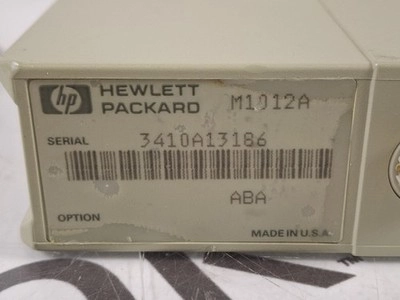 hp HEWLETT
PACKARD M1012A
SERIAL 3410A13186
ABA
OPTION
MADE IN U.S.A.